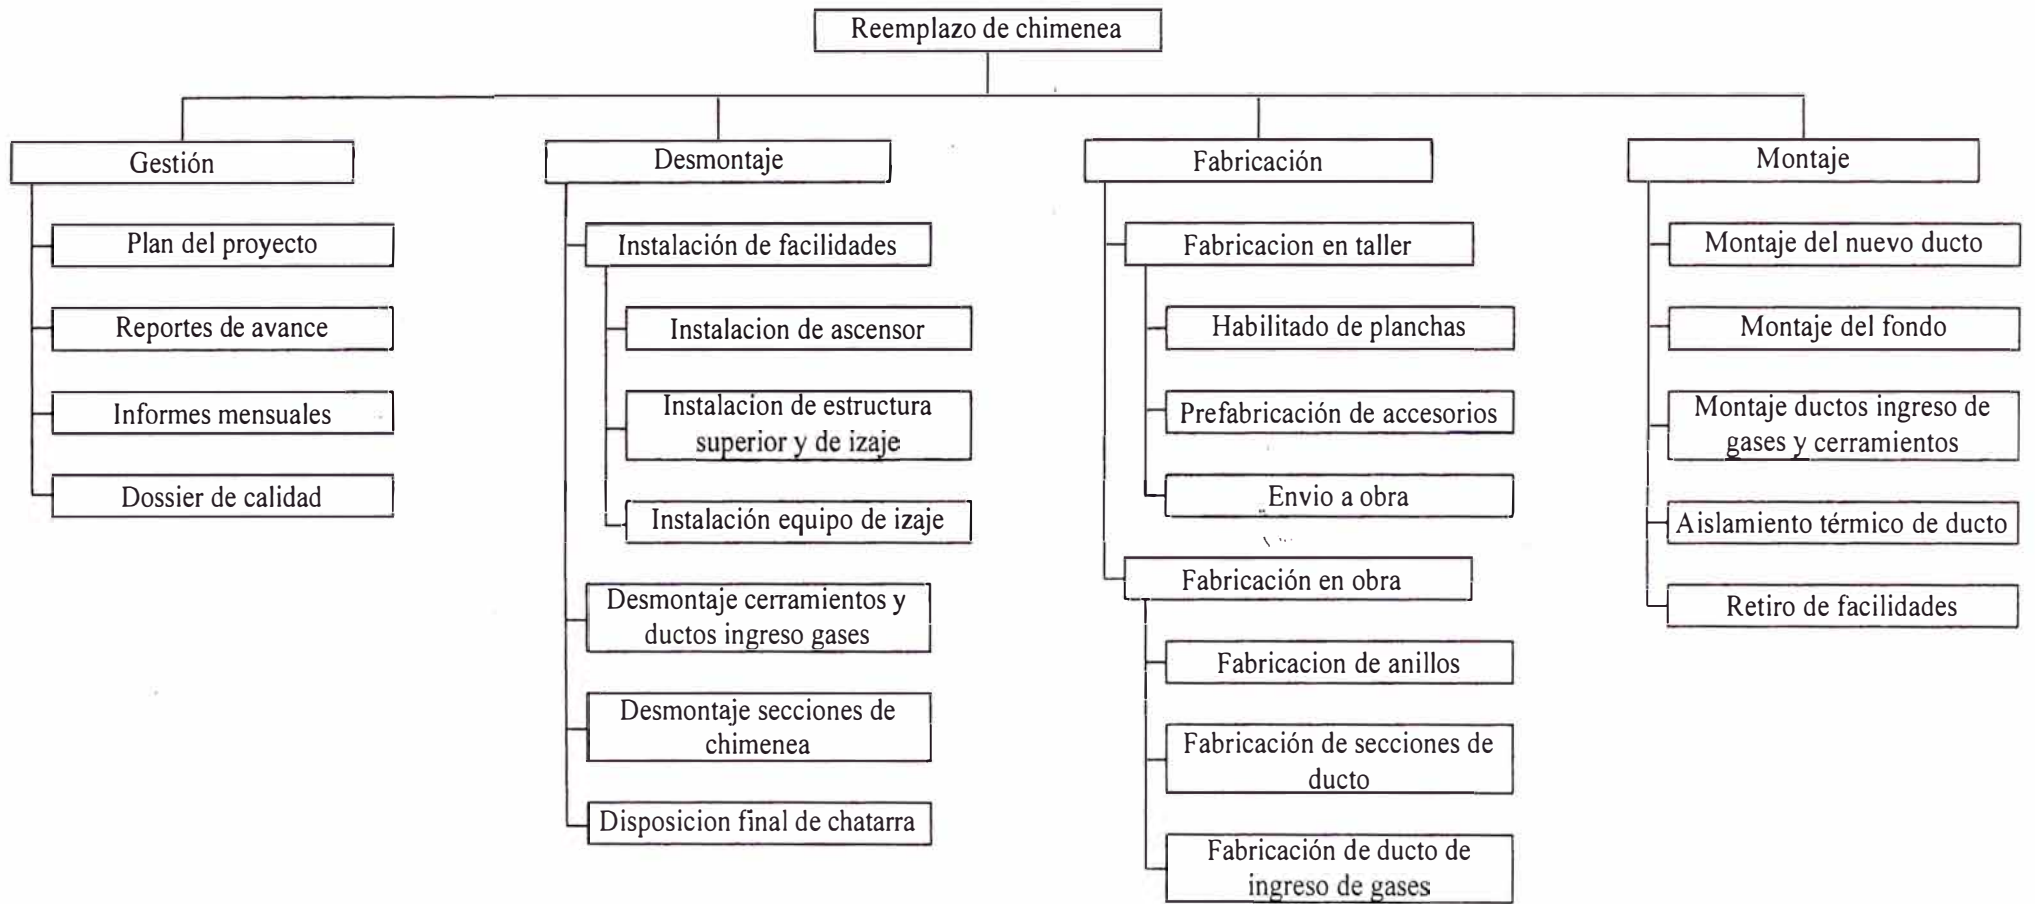 Reemplazo de chimenea
Gestión
Plan del proyecto
Reportes de avance
Informes mensuales
Dossier de calidad
Desmontaje
Instalación de facilidades
Instalacion de ascensor
Instalacion de estructura
superior y de izaje
Instalación equipo de izaje
Desmontaje cerramientos y
ductos ingreso gases
Desmontaje secciones de
chimenea
Disposicion final de chatarra
Fabricación
Fabricacion en taller
Habilitado de planchas
Prefabricación de accesorios
Envio a obra
Fabricación en obra
Fabricacion de anillos
Fabricación de secciones de
ducto
Fabricación de ducto de
ingreso de gases
Montaje
Montaje del nuevo ducto
Montaje del fondo
Montaje ductos ingreso de
gases y cerramientos
Aislamiento térmico de ducto
Retiro de facilidades